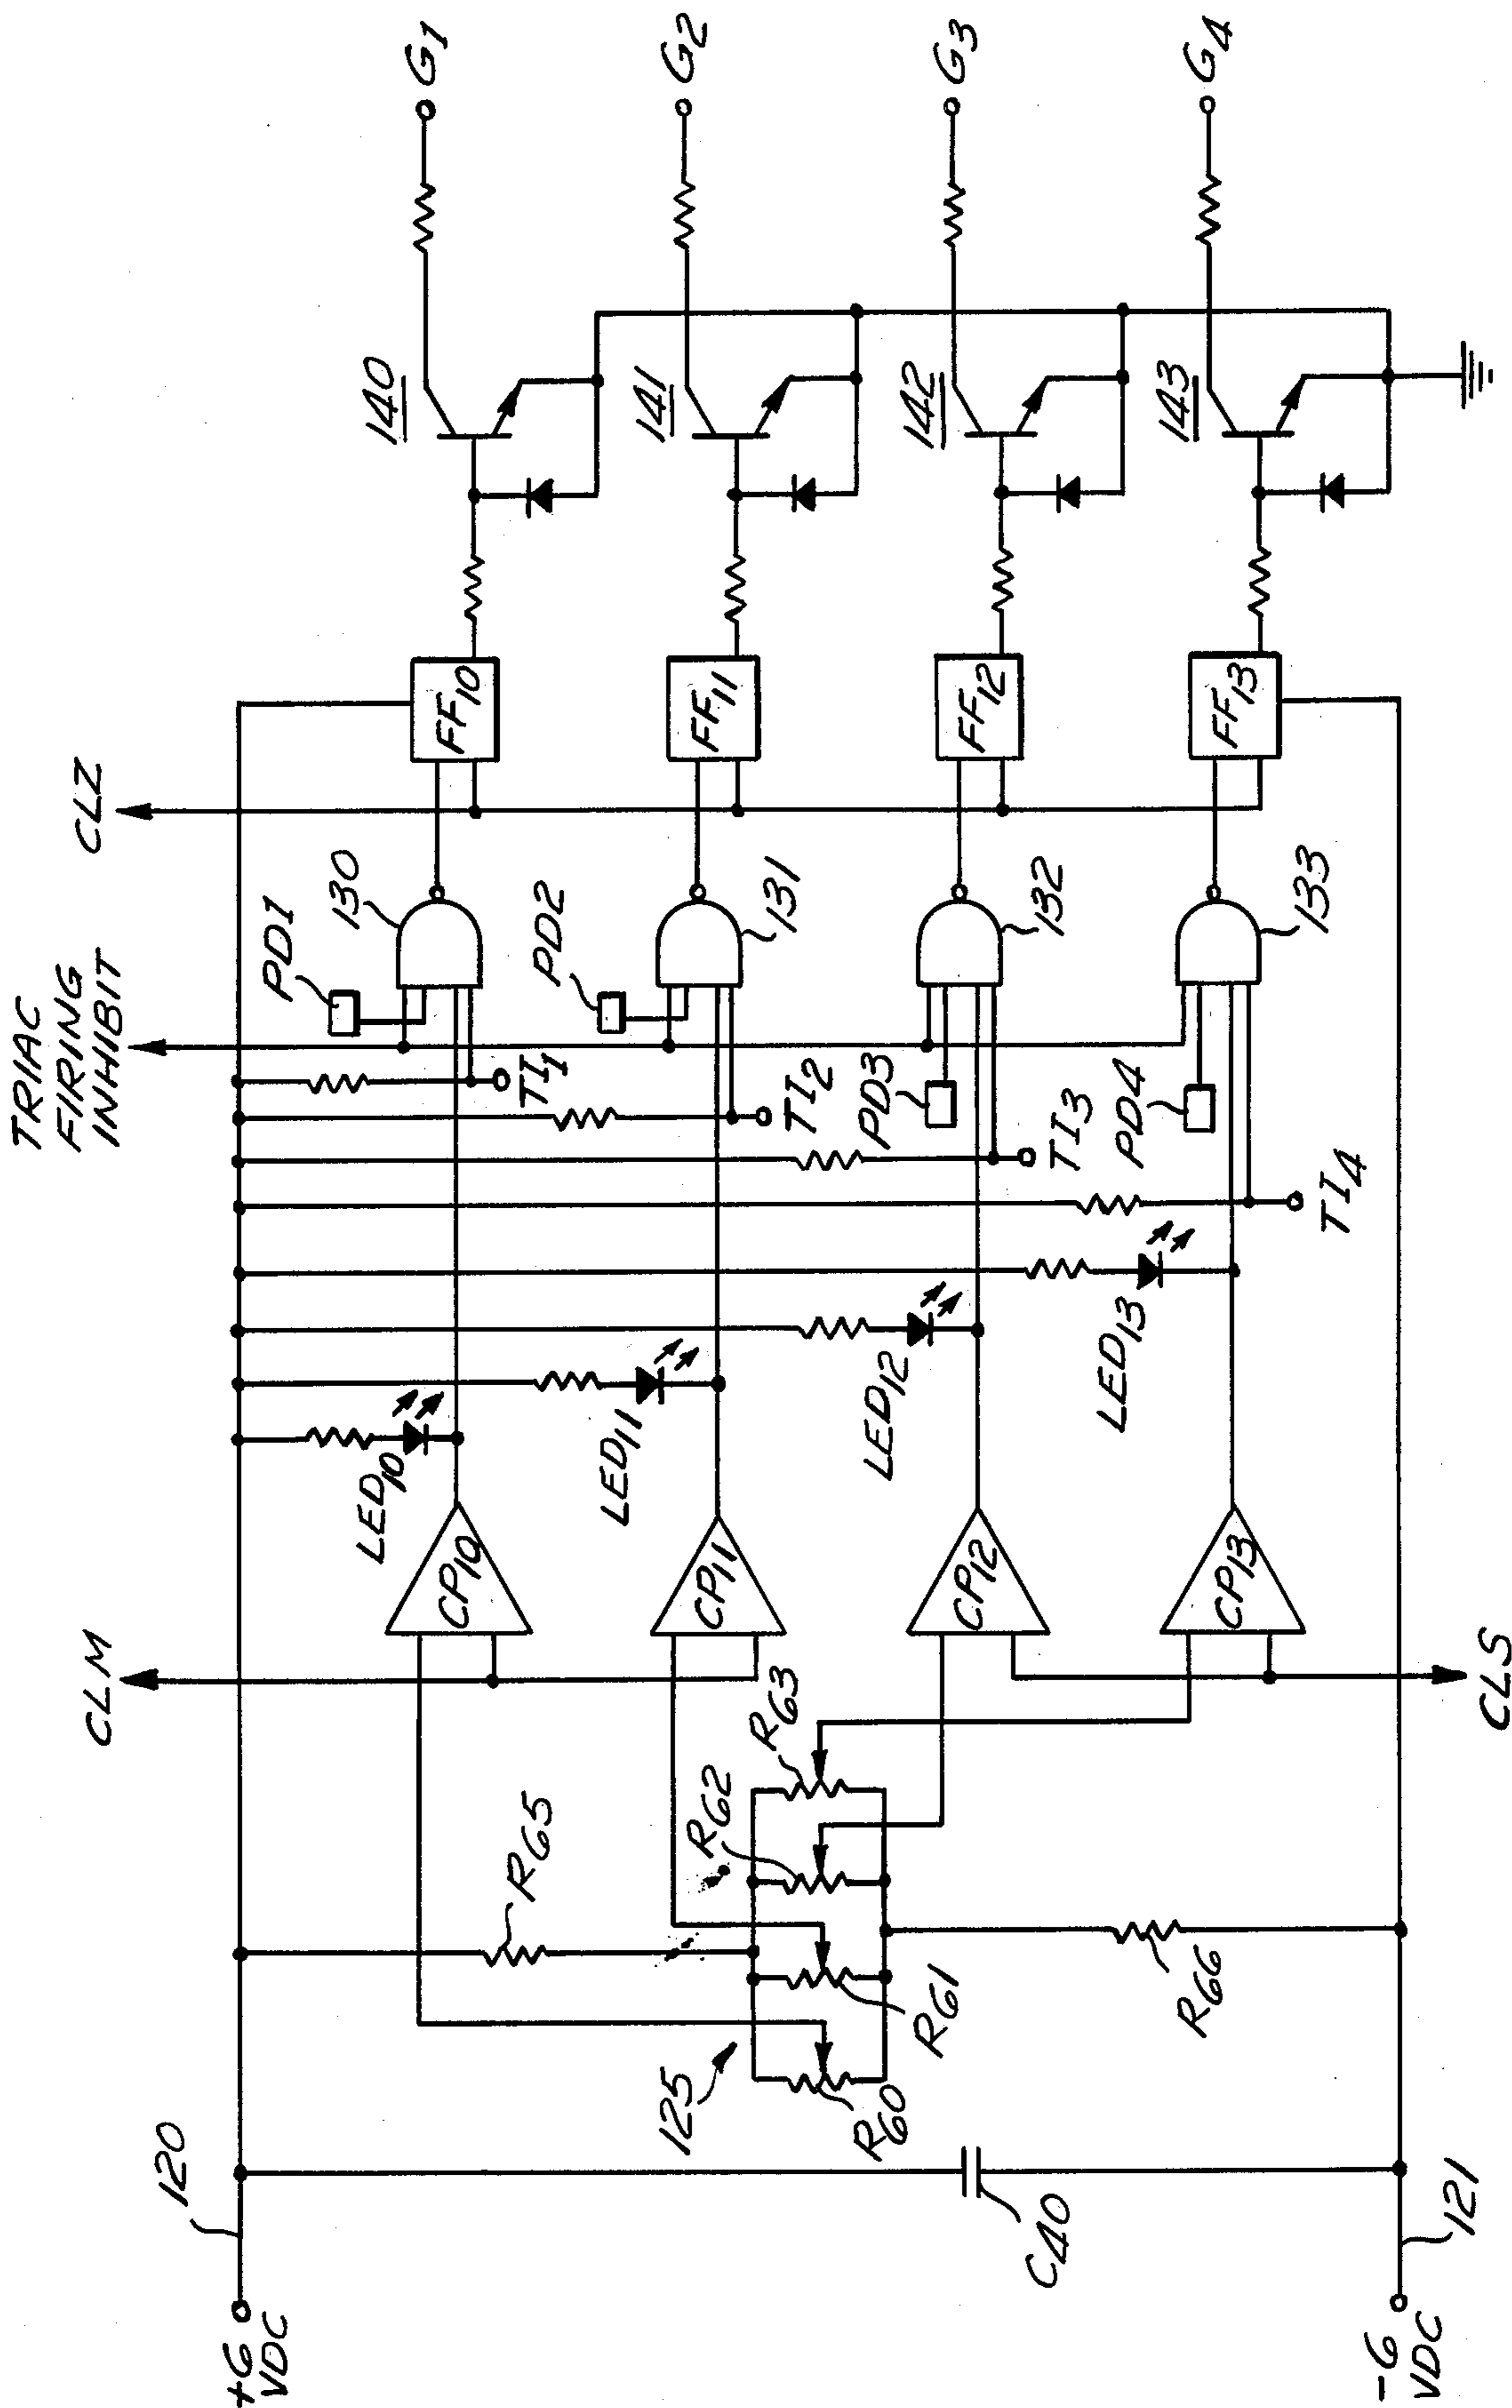 TRIAC
FIRING
INHIBIT
CLM
CLZ
+6
VDC
120
125
R65
R60
R61
R62
R63
R66
C40
-6
VDC
121
CLS
CP10
CP11
CP12
CP13
LED10
LED11
LED12
LED13
TI1
TI2
TI3
TI4
PD1
PD2
PD3
PD4
130
131
132
133
FF10
FF11
FF12
FF13
140
141
142
143
G1
G2
G3
G4